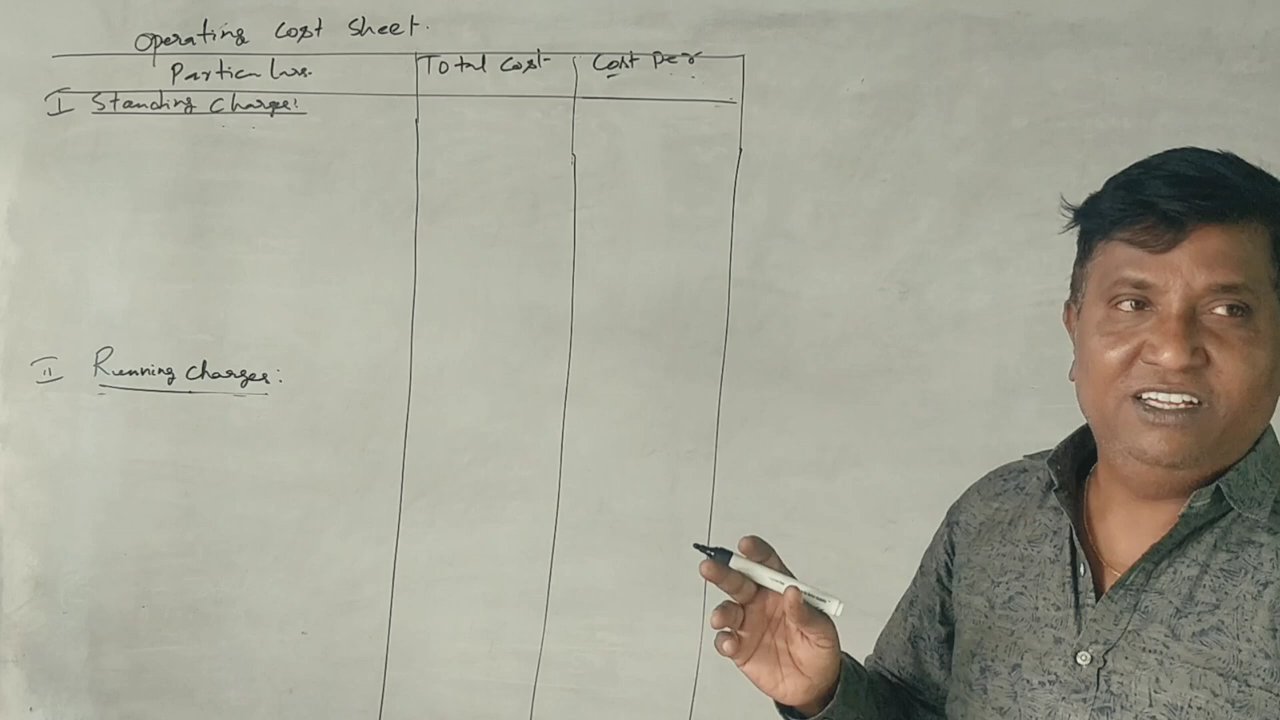 Operating Cost Sheet.
Particulars. Total Cost Cost Per
I Standing Charges:
II Running Charges: